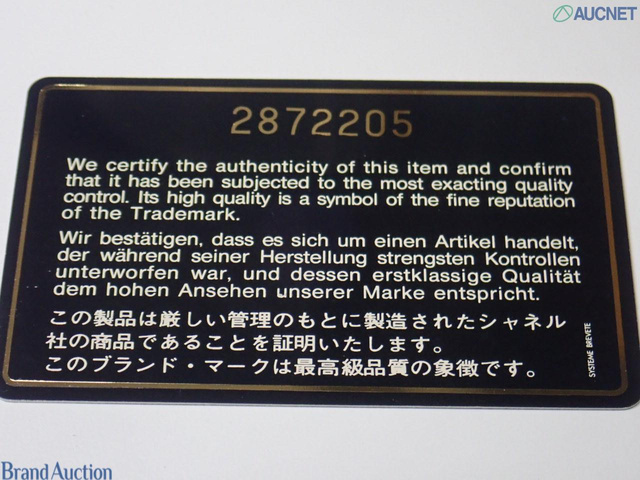 AUCNET
2872205
We certify the authenticity of this item and confirm
that it has been subjected to the most exacting quality
control. Its high quality is a symbol of the fine reputation
of the Trademark.
Wir bestätigen, dass es sich um einen Artikel handelt,
der während seiner Herstellung strengsten Kontrollen
unterworfen war, und dessen erstklassige Qualität
dem hohen Ansehen unserer Marke entspricht.
この製品は厳しい管理のもとに製造されたシャネル
社の商品であることを証明いたします。
このブランド・マークは最高級品質の象徴です。
SYSTEME BREVETE
Brand Auction